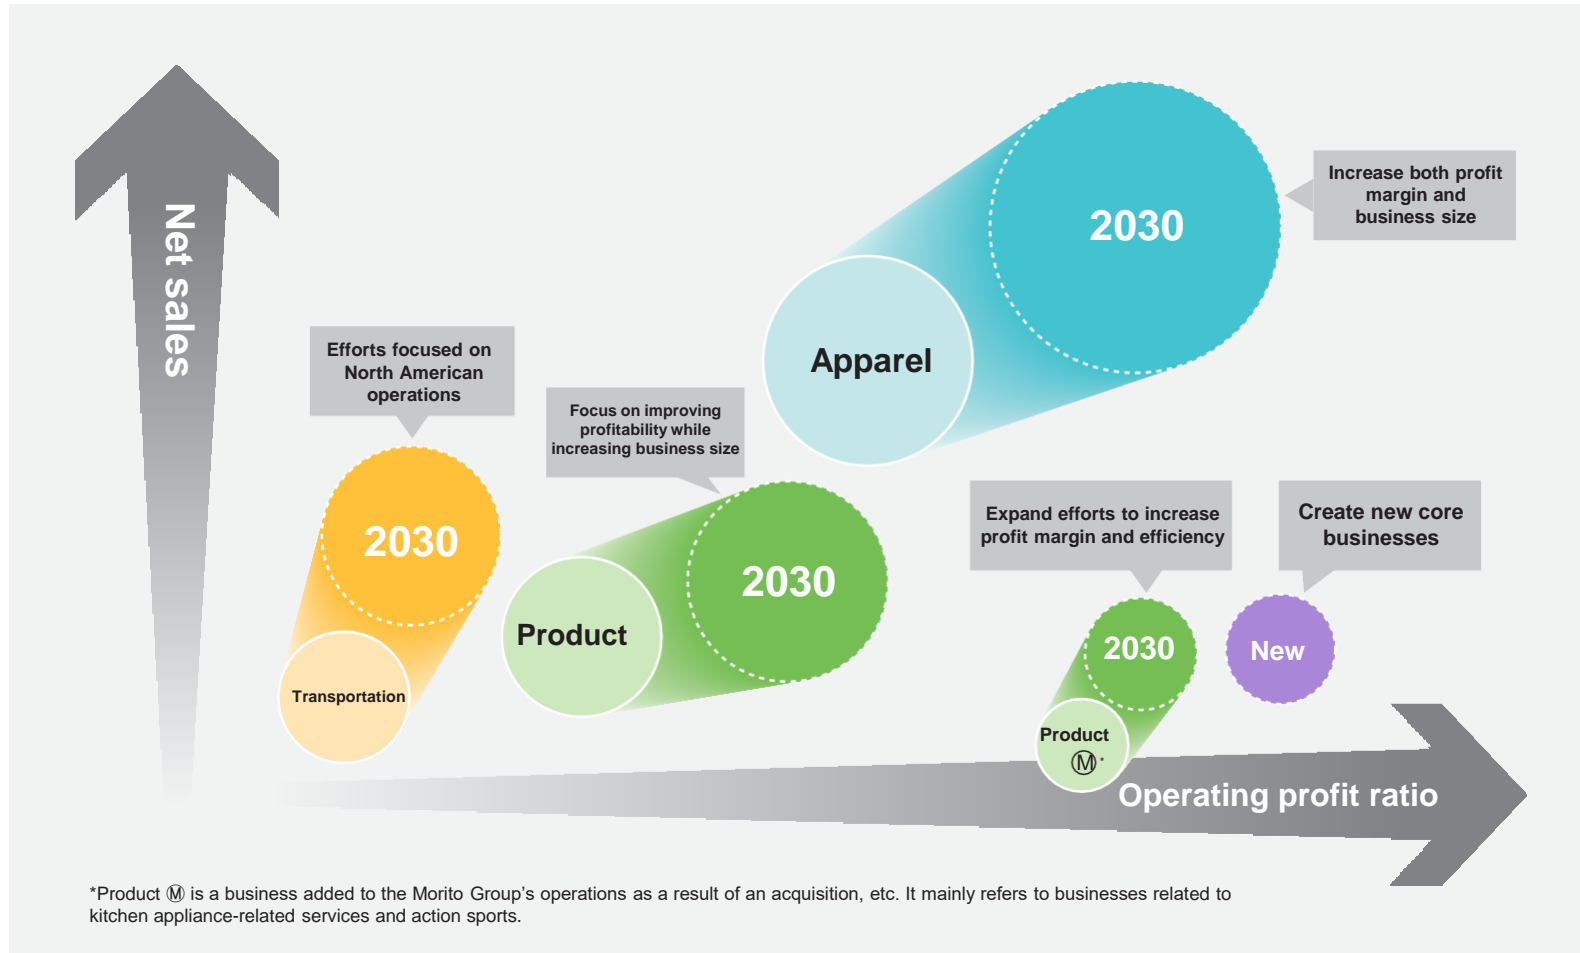 Net sales
2030
Increase both profit
margin and
business size
Apparel
Efforts focused on
North American
operations
2030
Transportation
Focus on improving
profitability while
increasing business size
2030
Product
Expand efforts to increase
profit margin and efficiency
2030
Product
Ⓜ*
Create new core
businesses
New
Operating profit ratio
*Product Ⓜ is a business added to the Morito Group’s operations as a result of an acquisition, etc. It mainly refers to businesses related to
kitchen appliance-related services and action sports.